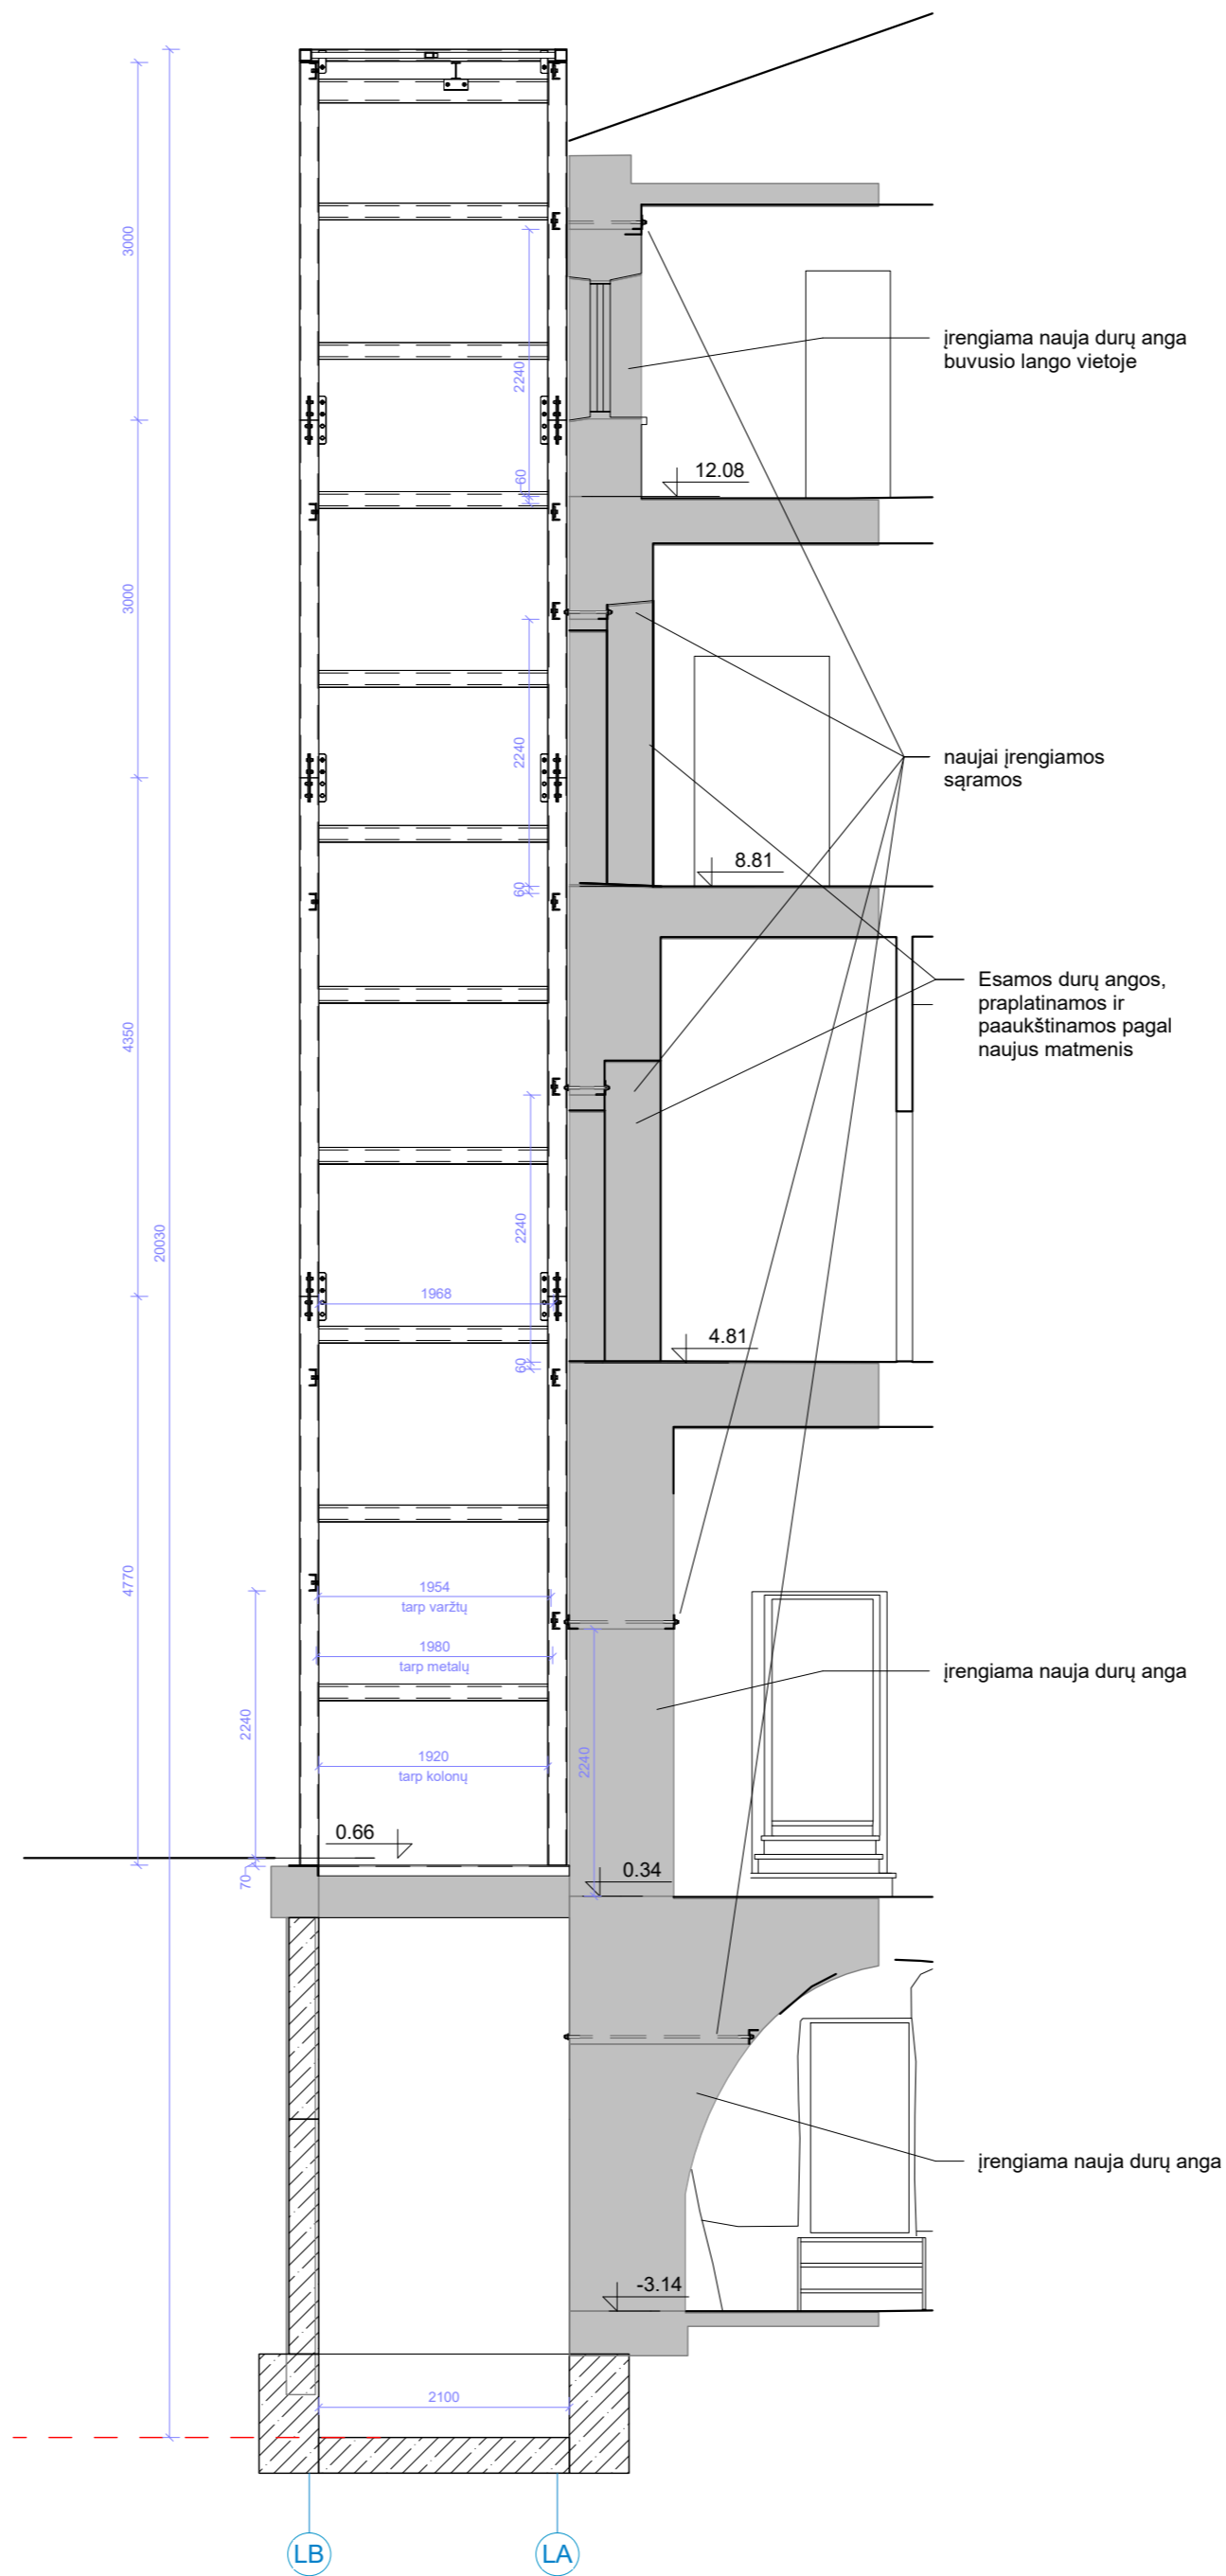 3000
2240
įrengiama nauja durų anga
buvusio lango vietoje
60
12.08
3000
2240
naujai įrengiamos
sąramos
8.81
60
Esamos durų angos,
praplatinamos ir
paaukštinamos pagal
naujus matmenis
4350
20030
2240
1968
4.81
60
4770
1954
tarp varžtų
1980
tarp metalų
įrengiama nauja durų anga
2240
1920
tarp kolonų
2240
0.66
70
0.34
įrengiama nauja durų anga
-3.14
2100
LB
LA